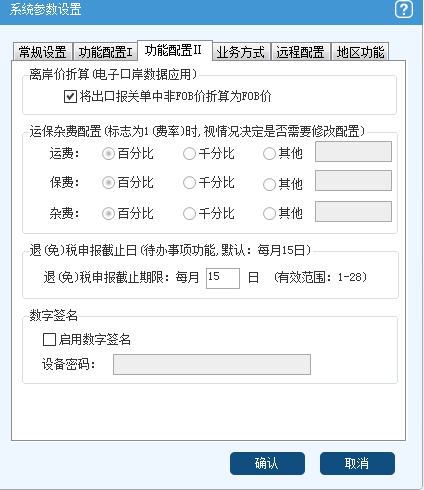 系统参数设置 ?
常规设置 功能配置I 功能配置II 业务方式 远程配置 地区功能
离岸价折算(电子口岸数据应用)
将出口报关单中非FOB价折算为FOB价
运保杂费配置(标志为1(费率)时,视情况决定是否需要修改配置)
运费: 百分比 千分比 其他
保费: 百分比 千分比 其他
杂费: 百分比 千分比 其他
退(免)税申报截止日(待办事项功能,默认: 每月15日)
退(免)税申报截止期限: 每月 15 日 (有效范围: 1-28)
数字签名
启用数字签名
设备密码:
确认 取消